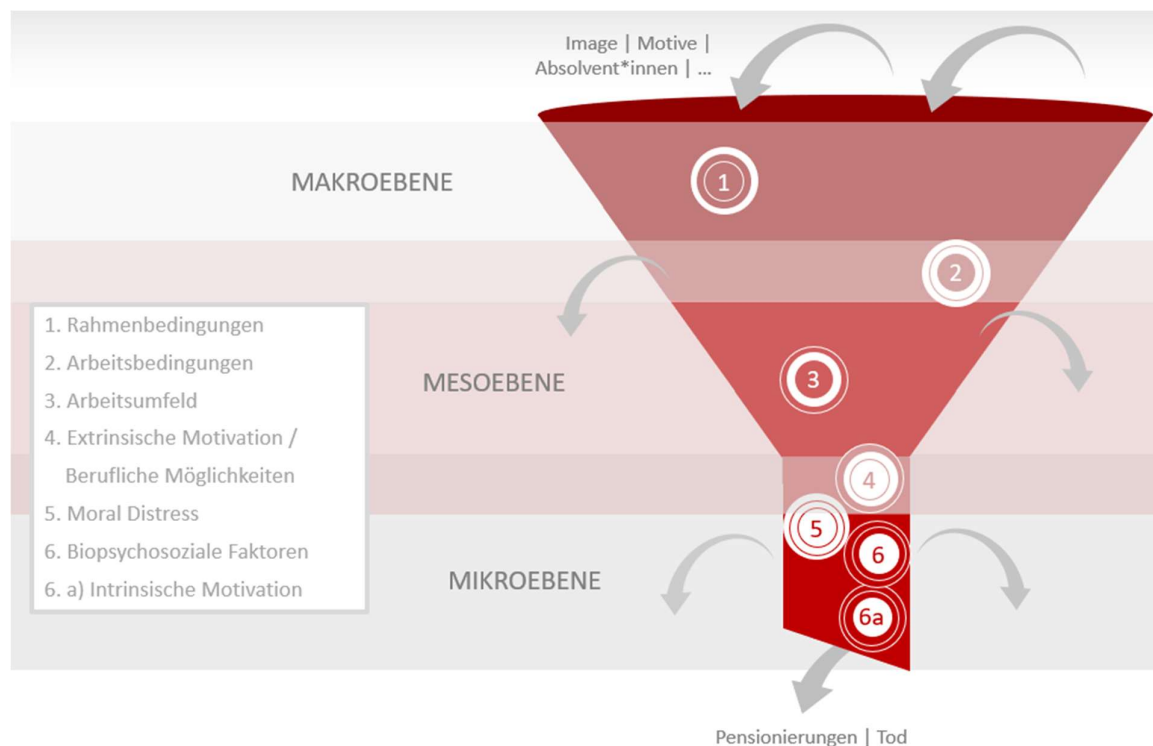 Image | Motive |
Absolvent*innen | ...
MAKROEBENE
1
2
1. Rahmenbedingungen
2. Arbeitsbedingungen
3. Arbeitsumfeld
4. Extrinsische Motivation /
Berufliche Möglichkeiten
5. Moral Distress
6. Biopsychosoziale Faktoren
6. a) Intrinsische Motivation
MESOEBENE
3
4
5
6
MIKROEBENE
6a
Pensionierungen | Tod